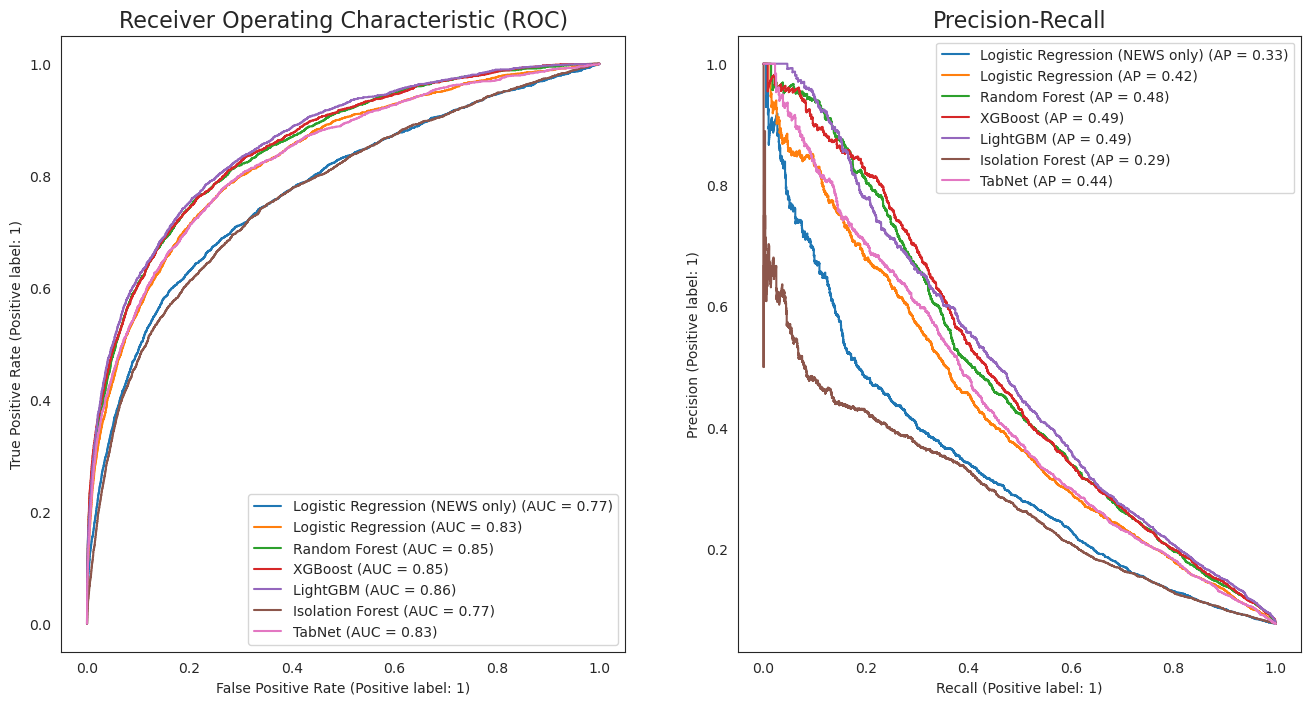 Receiver Operating Characteristic (ROC)
1.0
0.8
0.6
0.4
0.2
0.0
True Positive Rate (Positive label: 1)
Logistic Regression (NEWS only) (AUC = 0.77)
Logistic Regression (AUC = 0.83)
Random Forest (AUC = 0.85)
XGBoost (AUC = 0.85)
LightGBM (AUC = 0.86)
Isolation Forest (AUC = 0.77)
TabNet (AUC = 0.83)
0.0 0.2 0.4 0.6 0.8 1.0
False Positive Rate (Positive label: 1)
Precision-Recall
Logistic Regression (NEWS only) (AP = 0.33)
Logistic Regression (AP = 0.42)
Random Forest (AP = 0.48)
XGBoost (AP = 0.49)
LightGBM (AP = 0.49)
Isolation Forest (AP = 0.29)
TabNet (AP = 0.44)
1.0
0.8
0.6
0.4
0.2
Precision (Positive label: 1)
0.0 0.2 0.4 0.6 0.8 1.0
Recall (Positive label: 1)